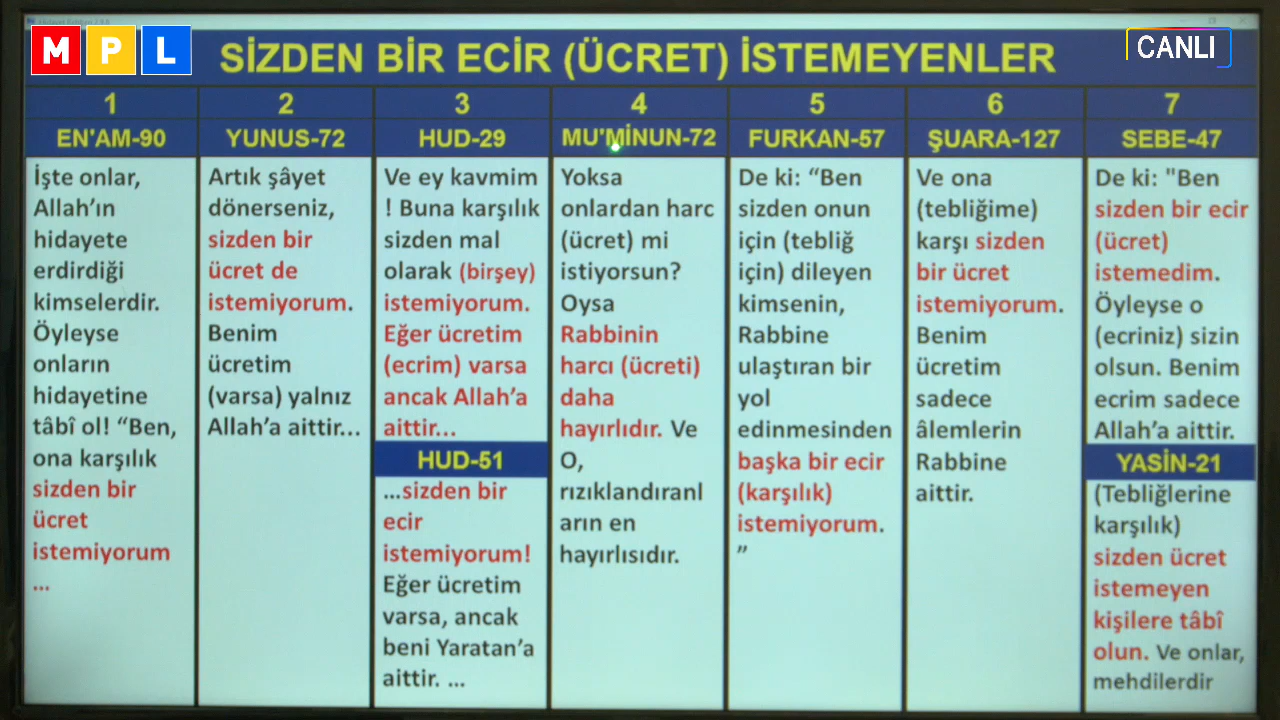 MPL
CANLI
SİZDEN BİR ECİR (ÜCRET) İSTEMEYENLER
1
EN'AM-90
İşte onlar,
Allah’ın
hidayete
erdirdiği
kimselerdir.
Öyleyse
onların
hidayetine
tâbî ol! “Ben,
ona karşılık
sizden bir
ücret
istemiyorum
...
2
YUNUS-72
Artık şâyet
dönerseniz,
sizden bir
ücret de
istemiyorum.
Benim
ücretim
(varsa) yalnız
Allah’a aittir...
3
HUD-29
Ve ey kavmim
! Buna karşılık
sizden mal
olarak (birşey)
istemiyorum.
Eğer ücretim
(ecrim) varsa
ancak Allah’a
aittir...
HUD-51
...sizden bir
ecir
istemiyorum!
Eğer ücretim
varsa, ancak
beni Yaratan’a
aittir. ...
4
MU'MİNUN-72
Yoksa
onlardan harc
(ücret) mi
istiyorsun?
Oysa
Rabbinin
harcı (ücreti)
daha
hayırlıdır. Ve
O,
rızıklandıranl
arın en
hayırlısıdır.
5
FURKAN-57
De ki: “Ben
sizden onun
için (tebliğ
için) dileyen
kimsenin,
Rabbine
ulaştıran bir
yol
edinmesinden
başka bir ecir
(karşılık)
istemiyorum.
”
6
ŞUARA-127
Ve ona
(tebliğime)
karşı sizden
bir ücret
istemiyorum.
Benim
ücretim
sadece
âlemlerin
Rabbine
aittir.
7
SEBE-47
De ki: "Ben
sizden bir ecir
(ücret)
istemedim.
Öyleyse o
(ecriniz) sizin
olsun. Benim
ecrim sadece
Allah’a aittir.
YASİN-21
(Tebliğlerine
karşılık)
sizden ücret
istemeyen
kişilere tâbî
olun. Ve onlar,
mehdilerdir